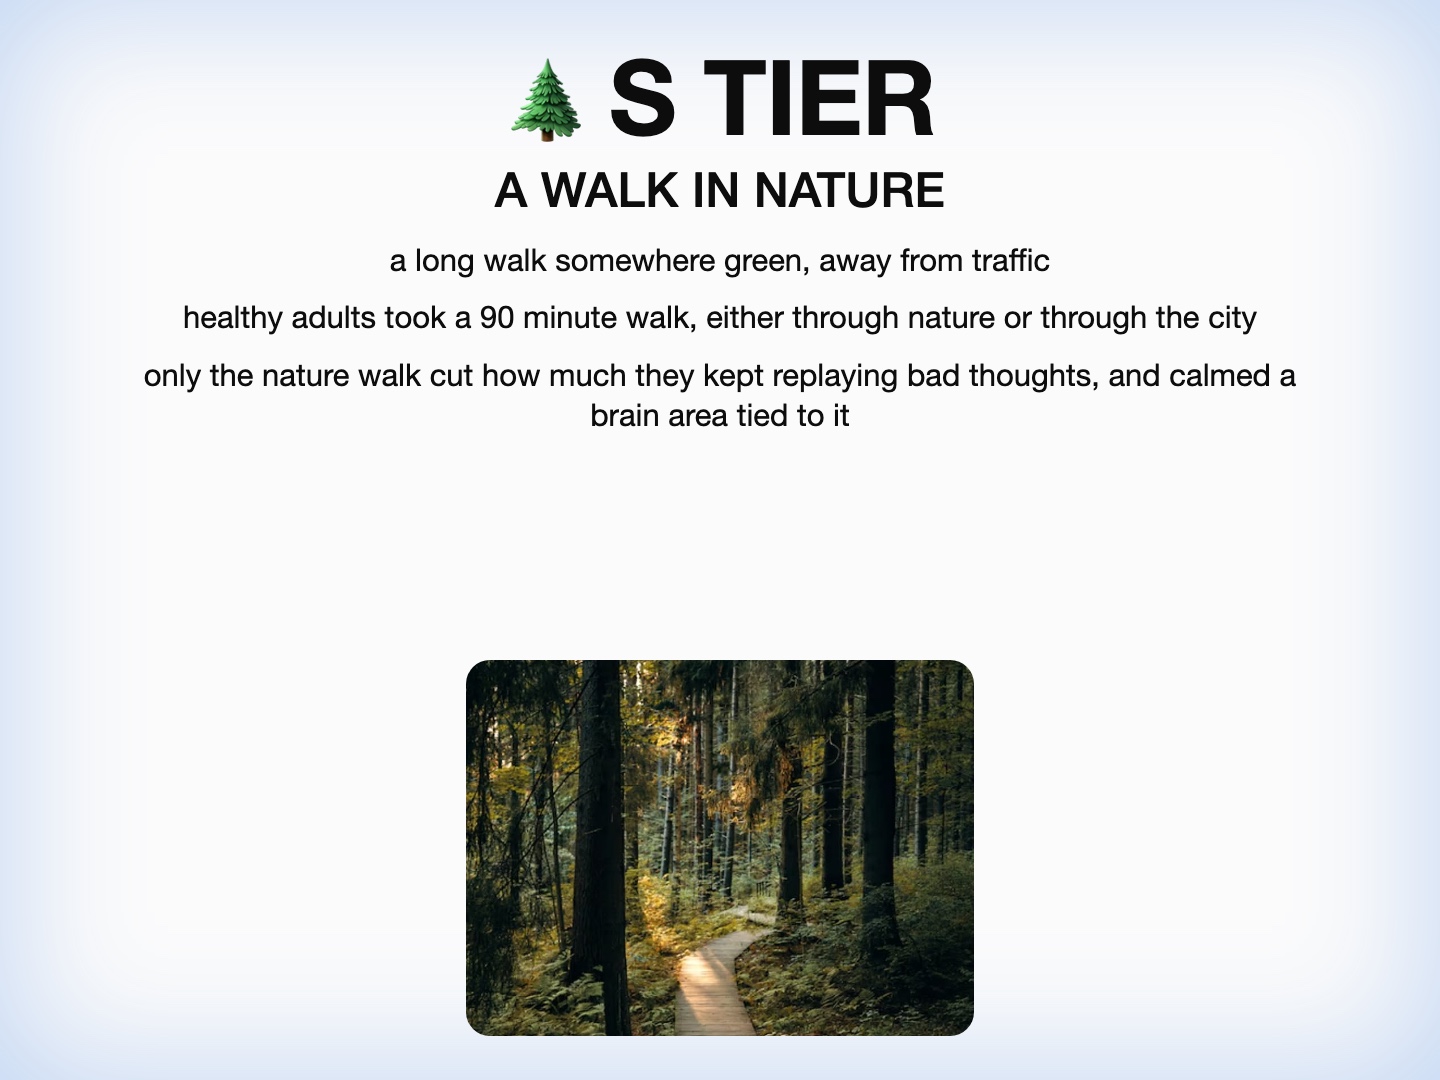 🌲 S TIER
A WALK IN NATURE
a long walk somewhere green, away from traffic
healthy adults took a 90 minute walk, either through nature or through the city
only the nature walk cut how much they kept replaying bad thoughts, and calmed a
brain area tied to it